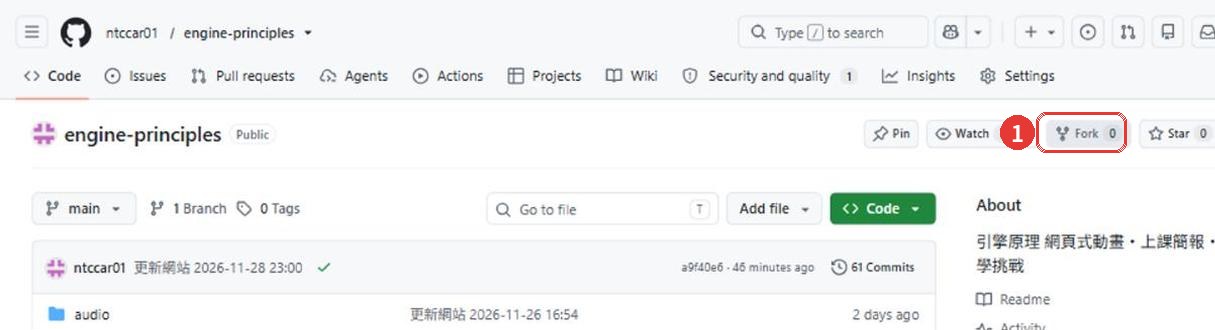 ntccar01 / engine-principles
Type / to search
Code Issues Pull requests Agents Actions Projects Wiki Security and quality 1 Insights Settings
engine-principles Public
Pin Watch 1 Fork 0 Star 0
main 1 Branch 0 Tags Go to file T Add file Code
About
引擎原理 網頁式動畫・上課簡報・
學挑戰
ntccar01 更新網站 2026-11-28 23:00 a9f40e6 · 46 minutes ago 61 Commits
Readme
audio 更新網站 2026-11-26 16:54 2 days ago
Activity